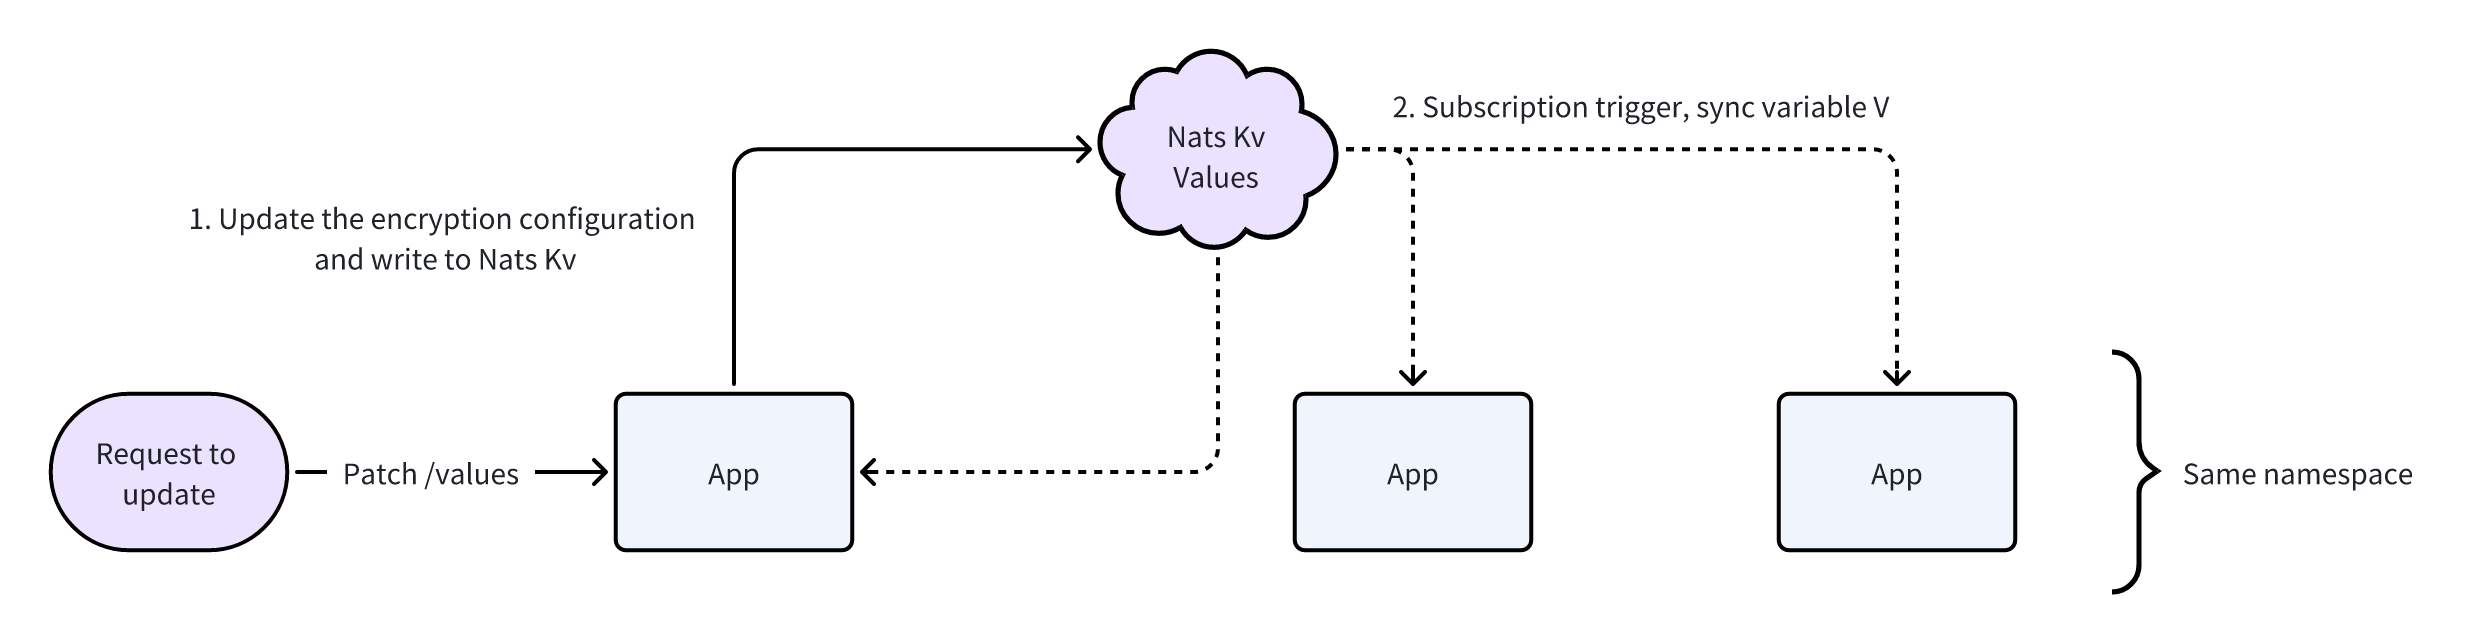 Nats Kv
Values
2. Subscription trigger, sync variable V
1. Update the encryption configuration
and write to Nats Kv
Request to
update
Patch /values
App
App
App
Same namespace